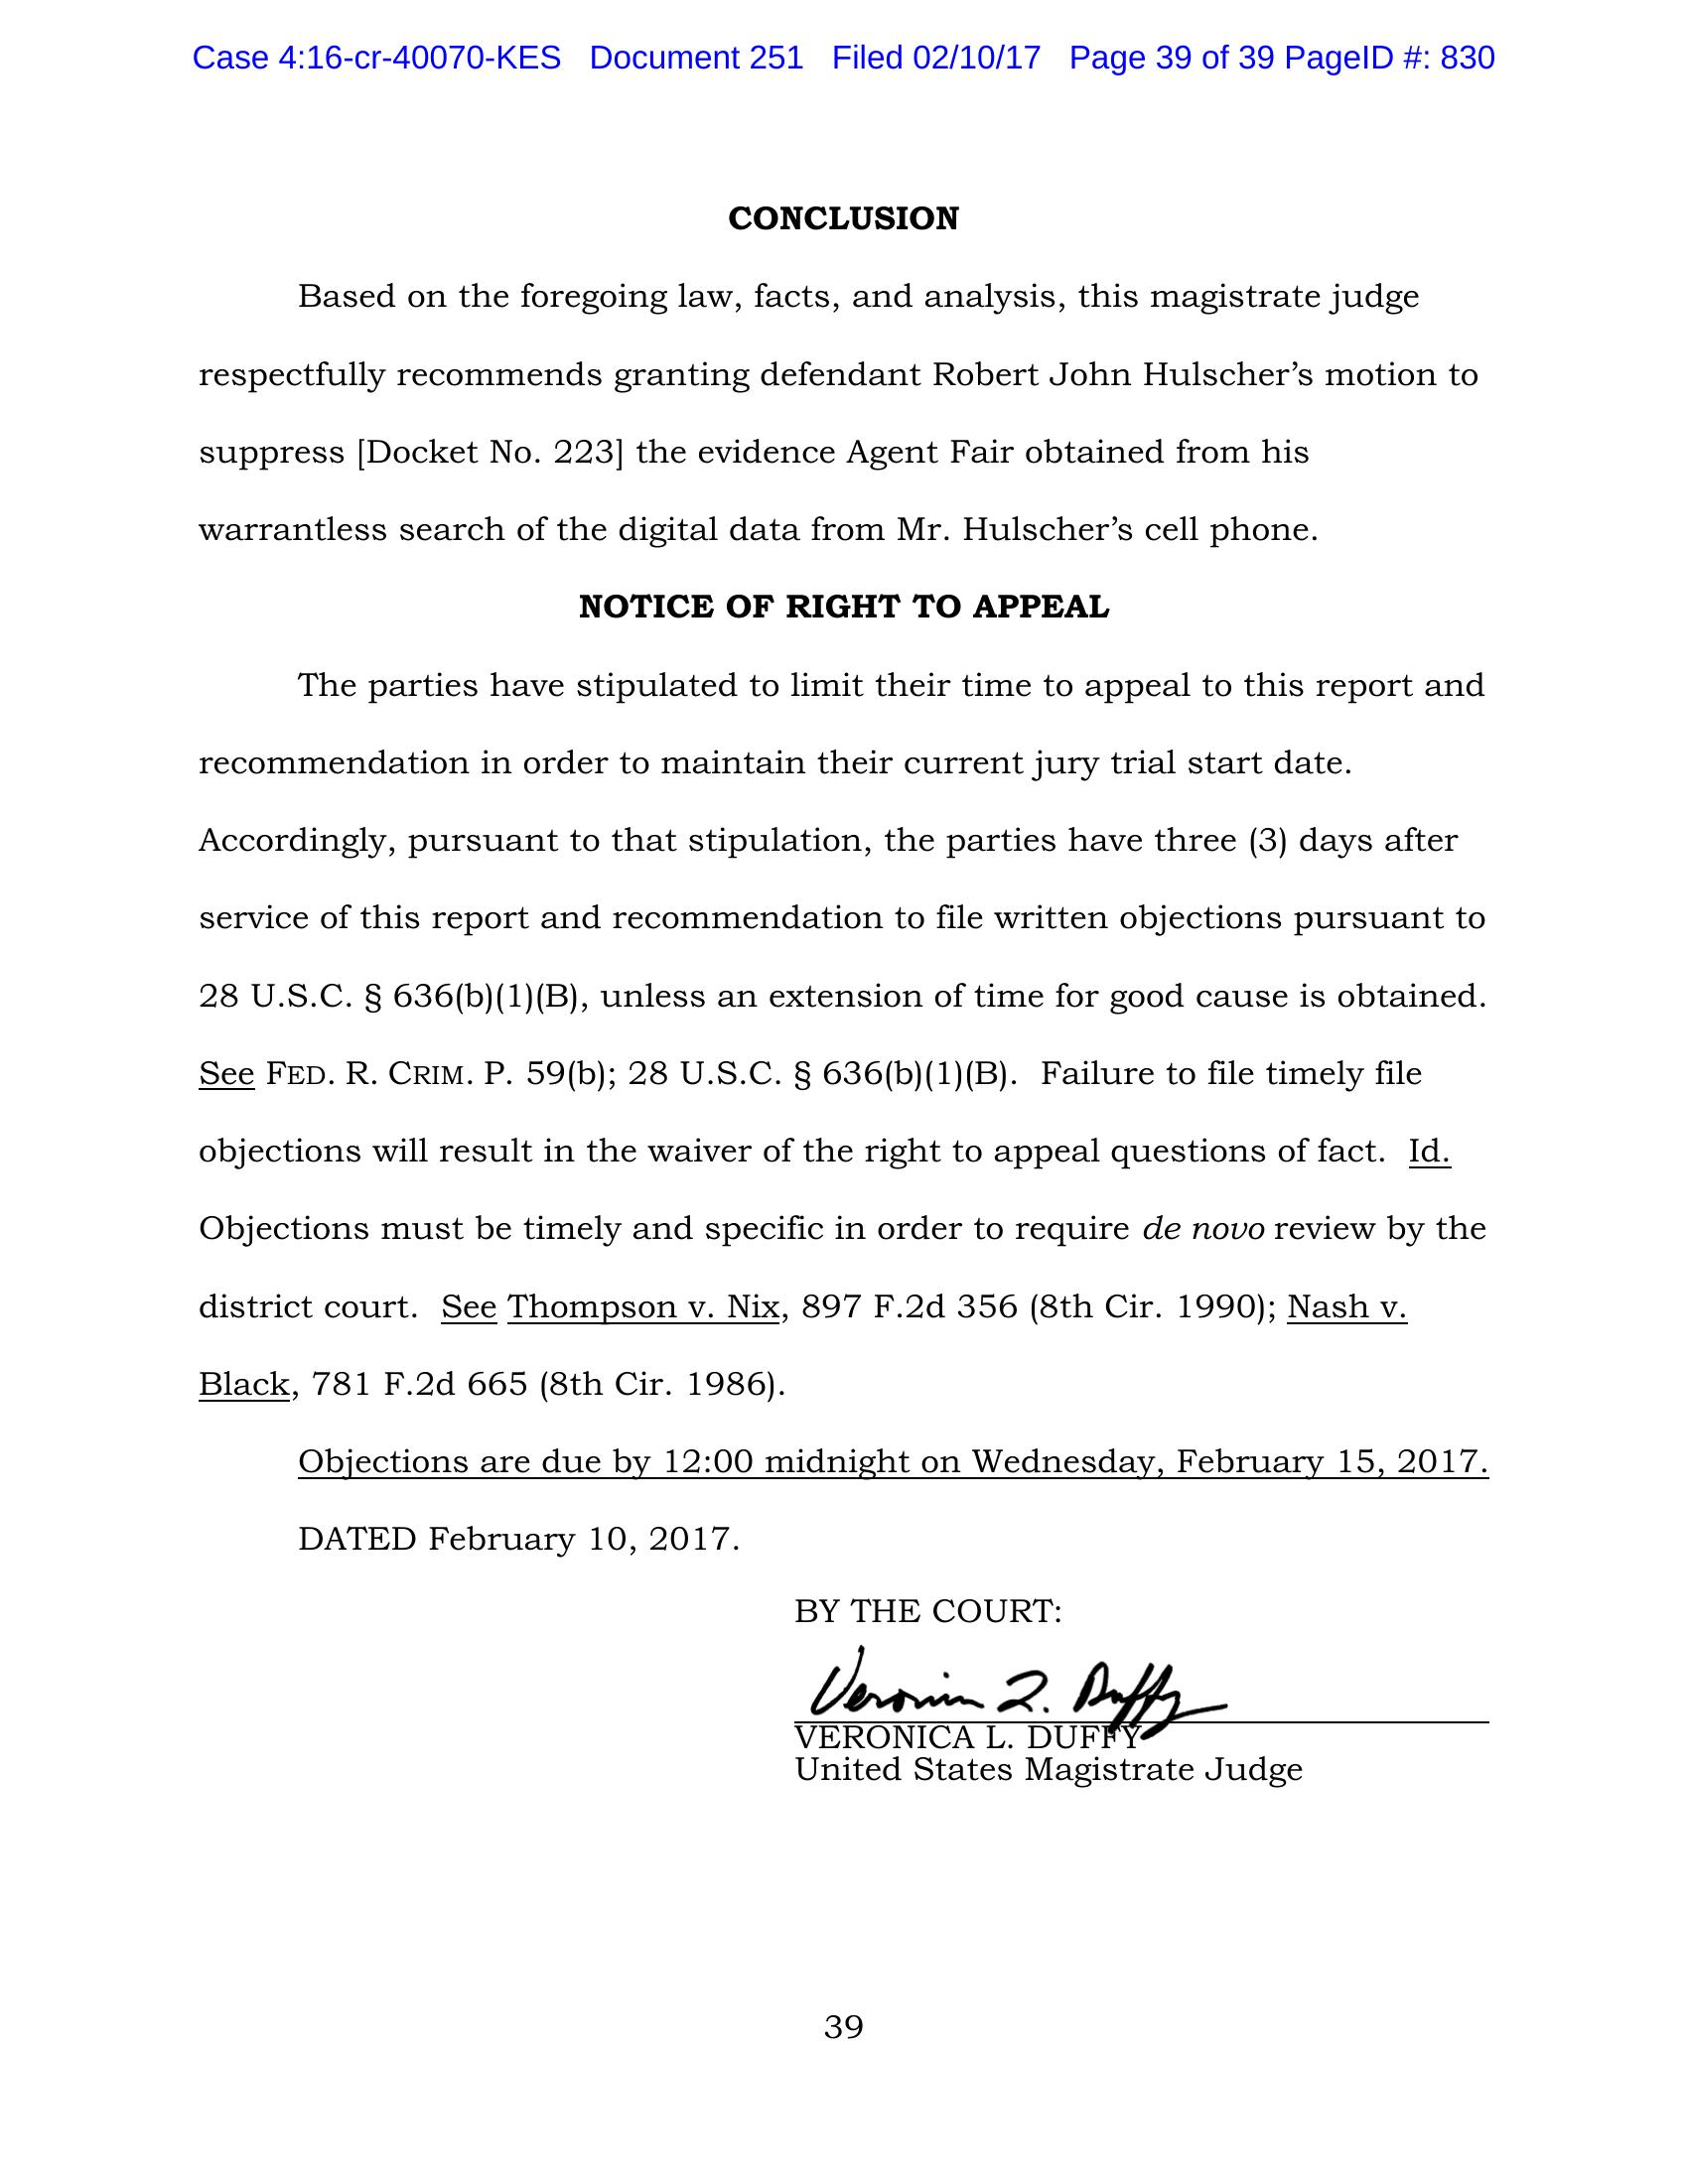 Case 4:16-cr-40070-KES Document 251 Filed 02/10/17 Page 39 of 39 PageID #: 830
CONCLUSION
Based on the foregoing law, facts, and analysis, this magistrate judge
respectfully recommends granting defendant Robert John Hulscher’s motion to
suppress [Docket No. 223] the evidence Agent Fair obtained from his
warrantless search of the digital data from Mr. Hulscher’s cell phone.
NOTICE OF RIGHT TO APPEAL
The parties have stipulated to limit their time to appeal to this report and
recommendation in order to maintain their current jury trial start date.
Accordingly, pursuant to that stipulation, the parties have three (3) days after
service of this report and recommendation to file written objections pursuant to
28 U.S.C. § 636(b)(1)(B), unless an extension of time for good cause is obtained.
See FED. R. CRIM. P. 59(b); 28 U.S.C. § 636(b)(1)(B). Failure to file timely file
objections will result in the waiver of the right to appeal questions of fact. Id.
Objections must be timely and specific in order to require de novo review by the
district court. See Thompson v. Nix, 897 F.2d 356 (8th Cir. 1990); Nash v.
Black, 781 F.2d 665 (8th Cir. 1986).
Objections are due by 12:00 midnight on Wednesday, February 15, 2017.
DATED February 10, 2017.
BY THE COURT:
Veronica L. Duffy
VERONICA L. DUFFY
United States Magistrate Judge
39